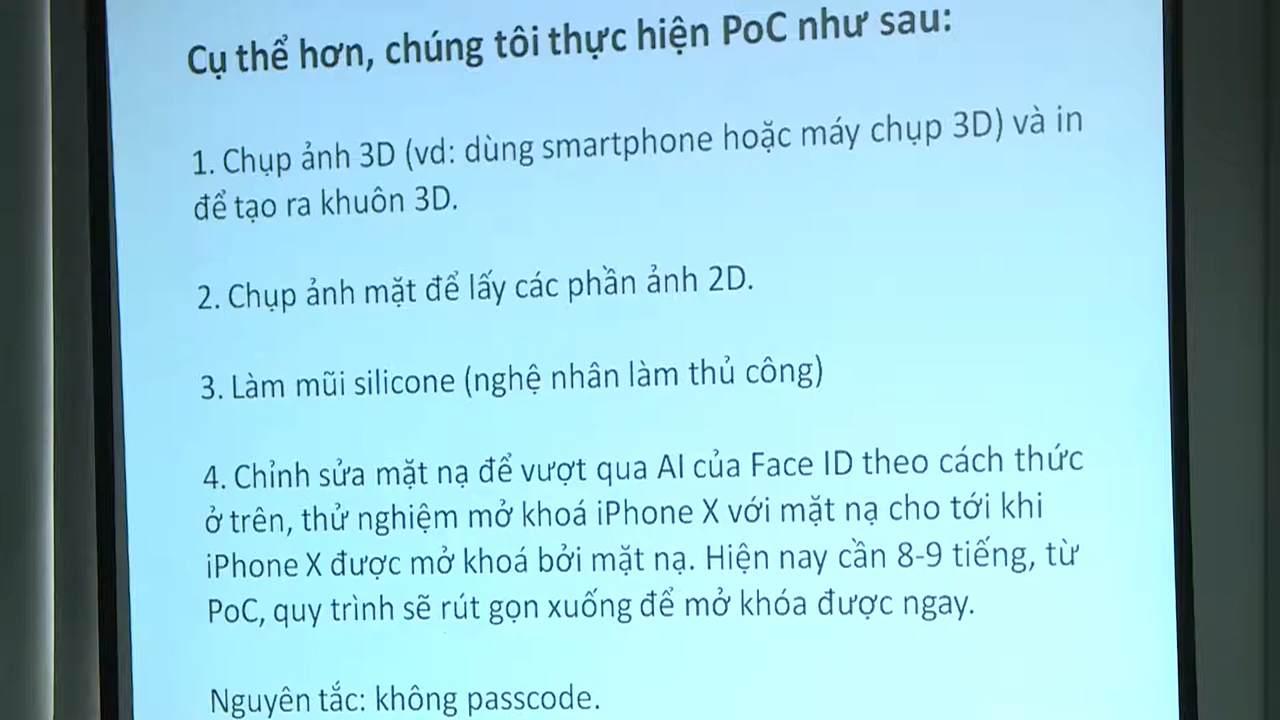 Cụ thể hơn, chúng tôi thực hiện PoC như sau:
1. Chụp ảnh 3D (vd: dùng smartphone hoặc máy chụp 3D) và in
để tạo ra khuôn 3D.
2. Chụp ảnh mặt để lấy các phần ảnh 2D.
3. Làm mũi silicone (nghệ nhân làm thủ công)
4. Chỉnh sửa mặt nạ để vượt qua AI của Face ID theo cách thức
ở trên, thử nghiệm mở khoá iPhone X với mặt nạ cho tới khi
iPhone X được mở khoá bởi mặt nạ. Hiện nay cần 8-9 tiếng, từ
PoC, quy trình sẽ rút gọn xuống để mở khóa được ngay.
Nguyên tắc: không passcode.